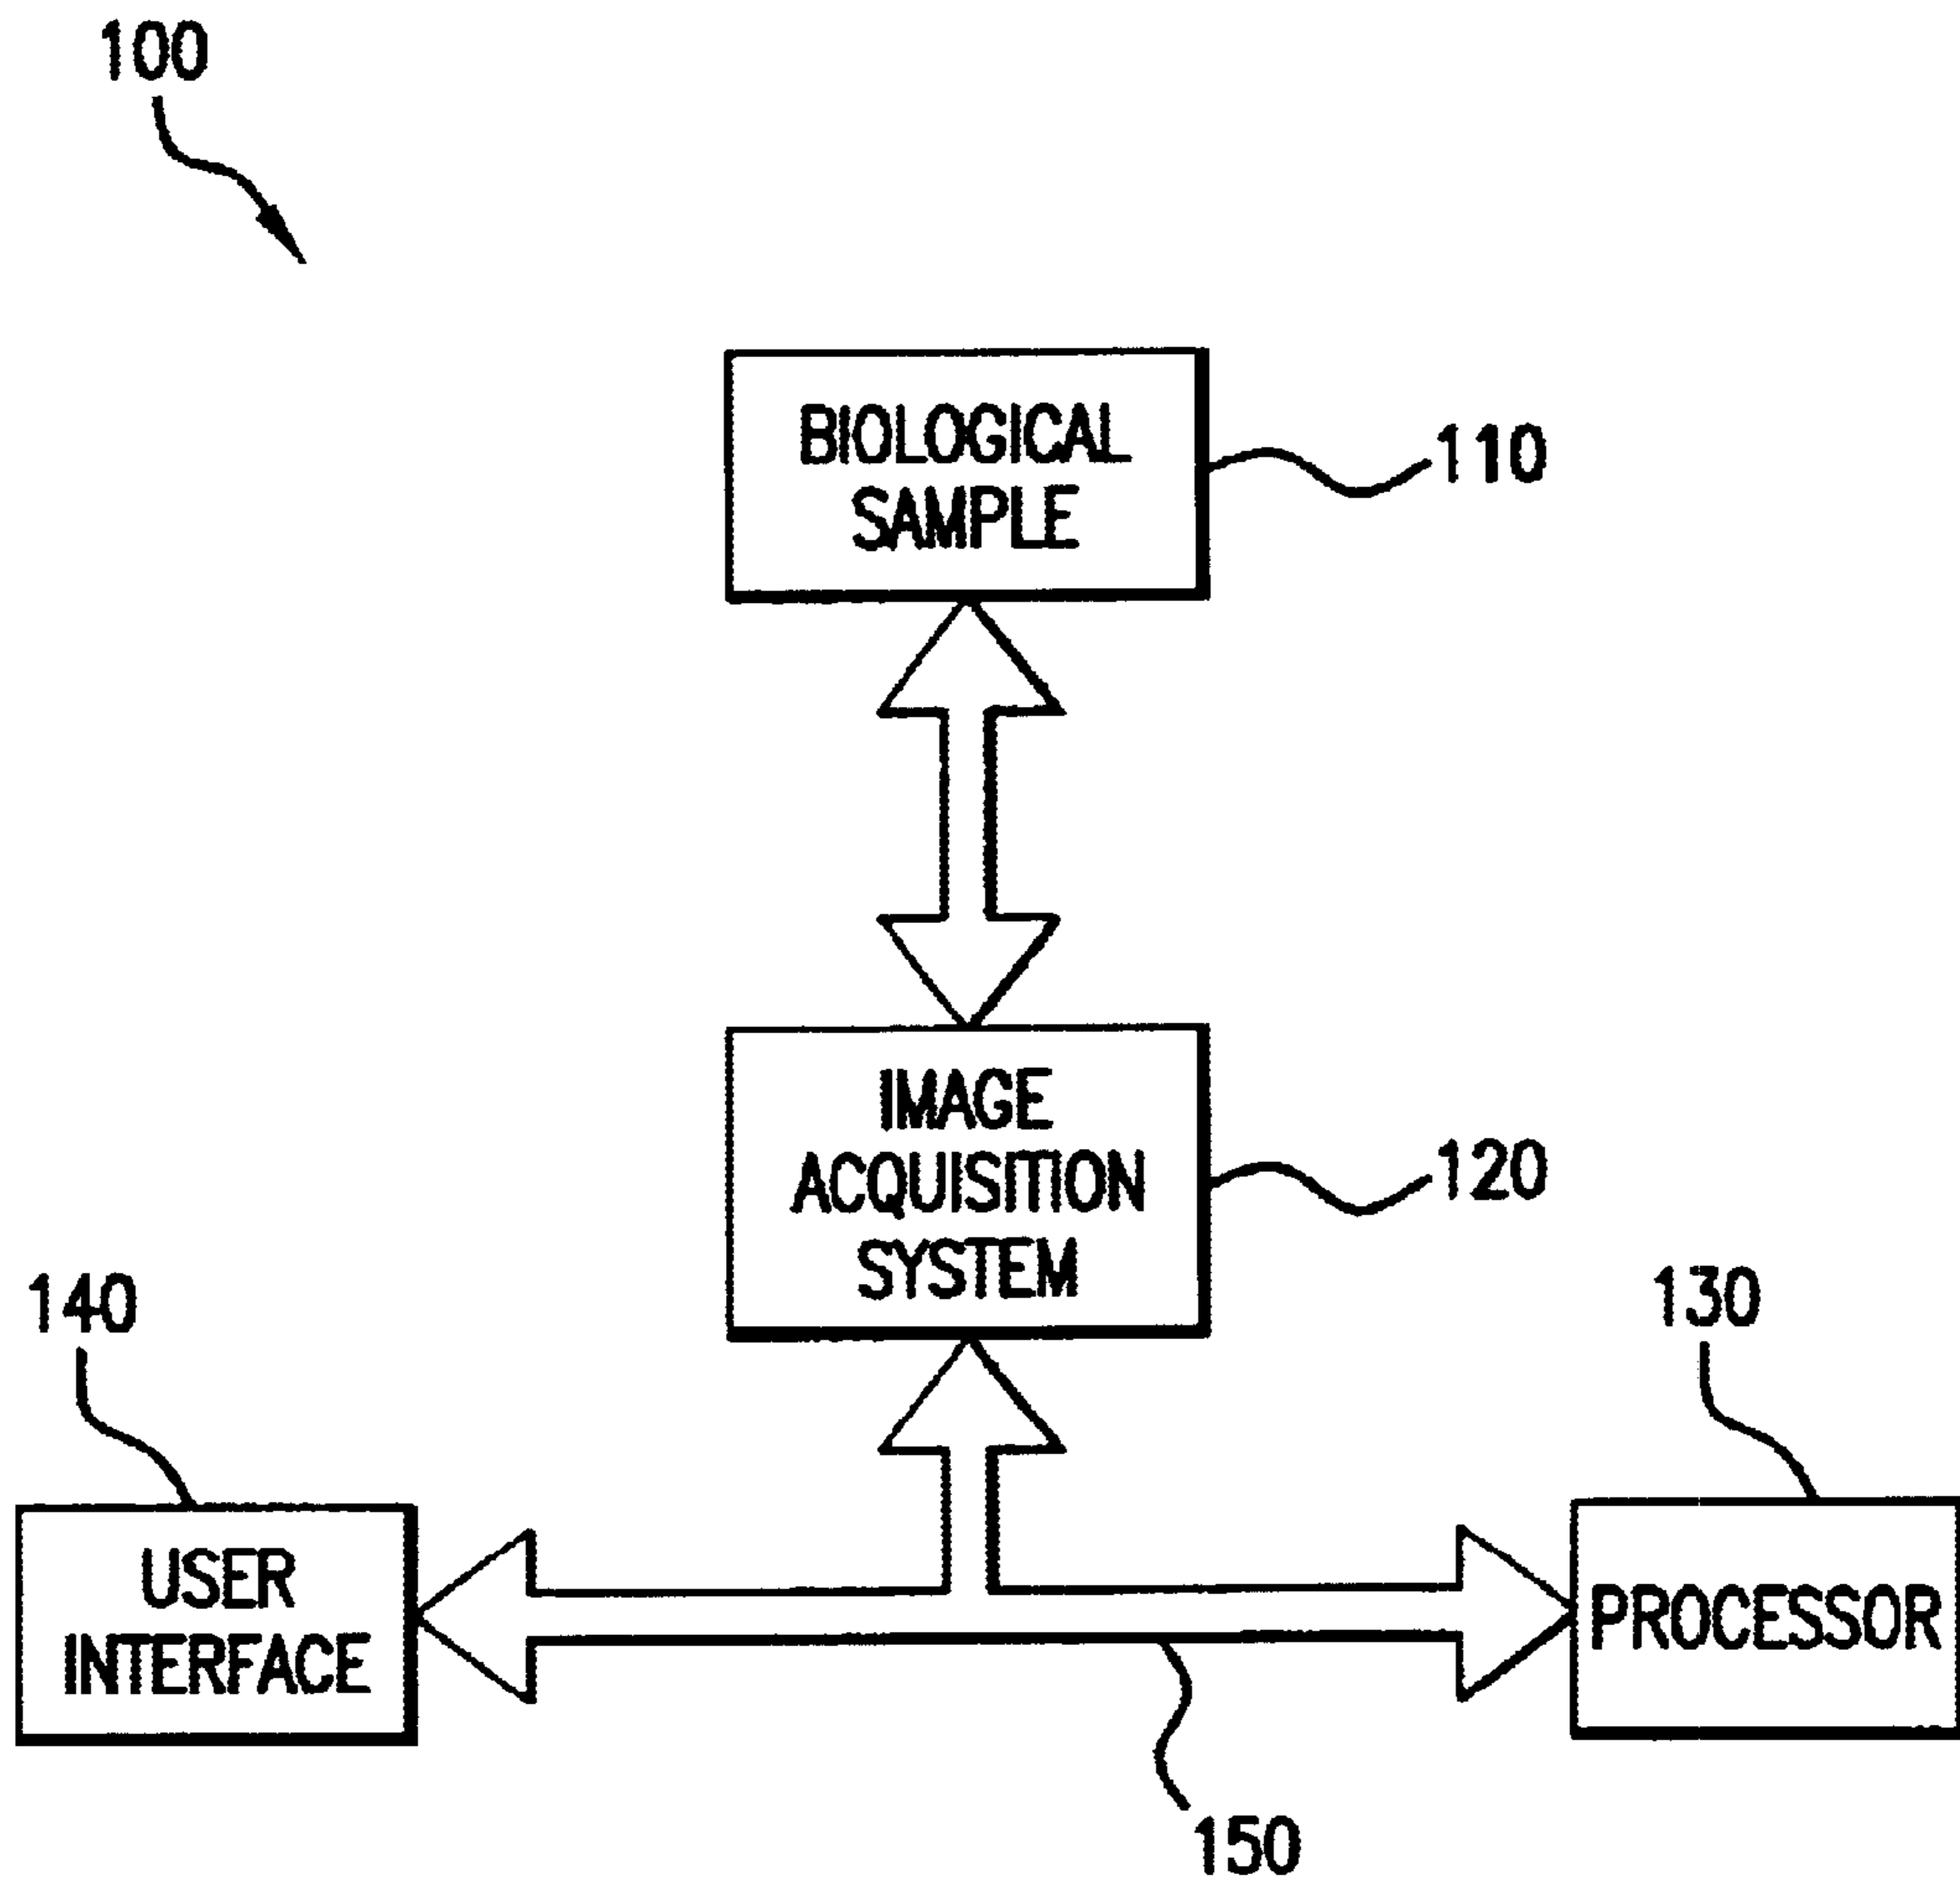 100
BIOLOGICAL
SAMPLE
110
IMAGE
ACQUISITION
SYSTEM
120
140
130
USER
INTERFACE
PROCESSOR
150